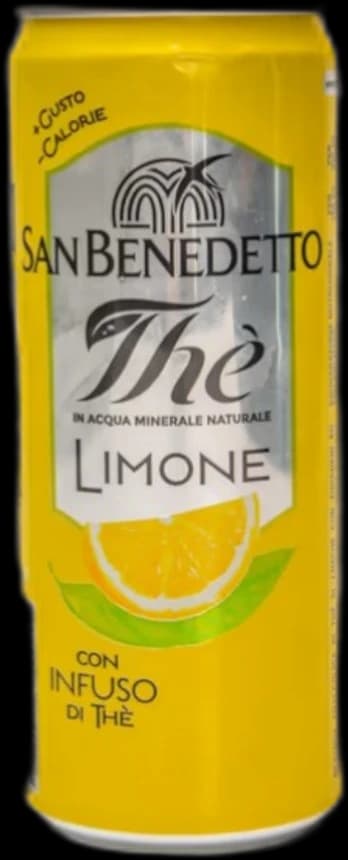 +GUSTO
-CALORIE
SAN BENEDETTO
Thè
IN ACQUA MINERALE NATURALE
LIMONE
CON
INFUSO
DI THÈ